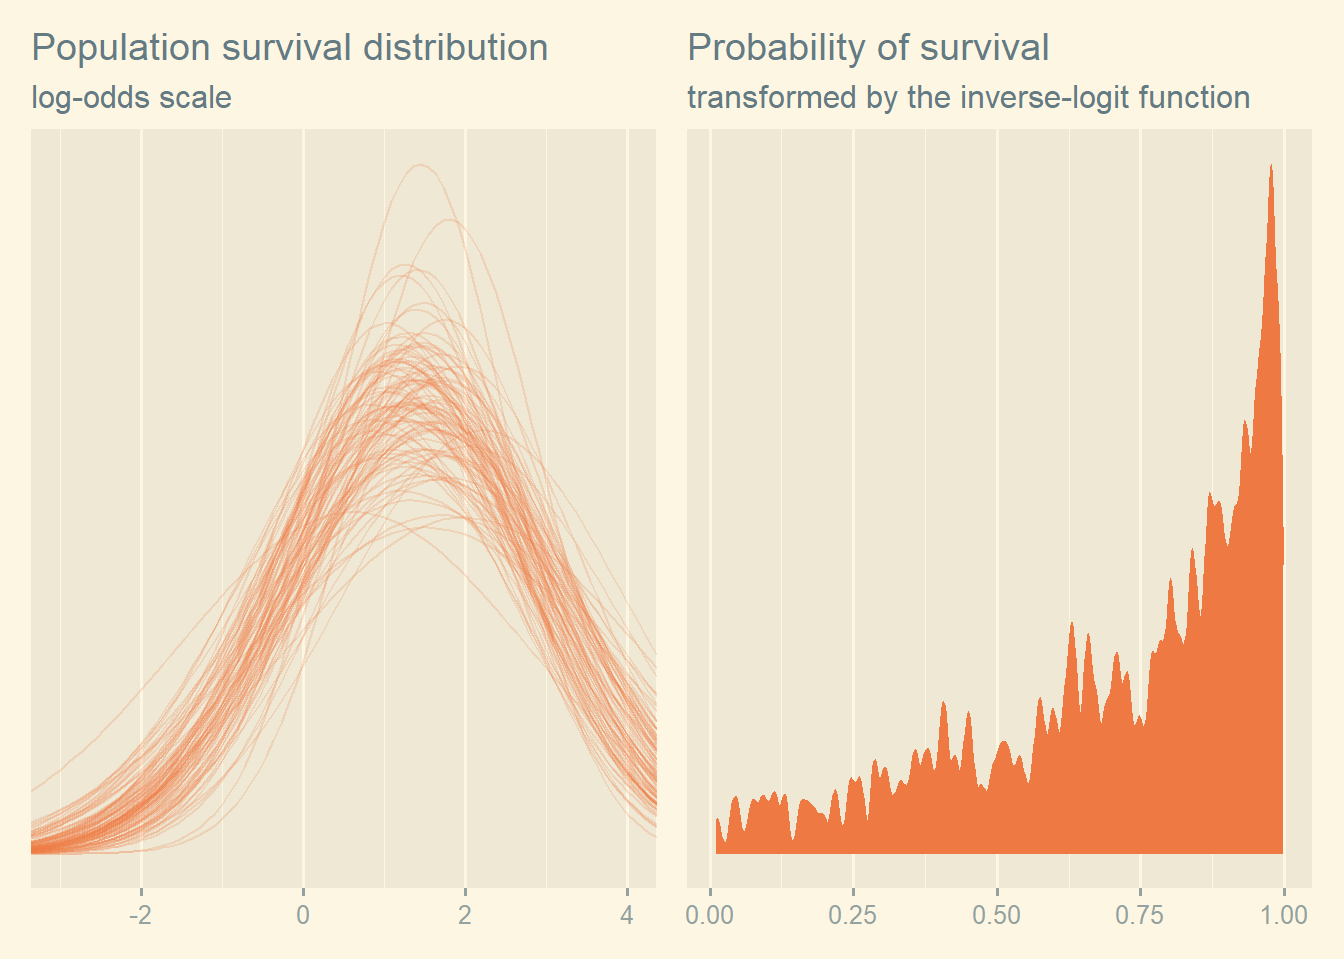 Population survival distribution
log-odds scale
-2 0 2 4
Probability of survival
transformed by the inverse-logit function
0.00 0.25 0.50 0.75 1.00